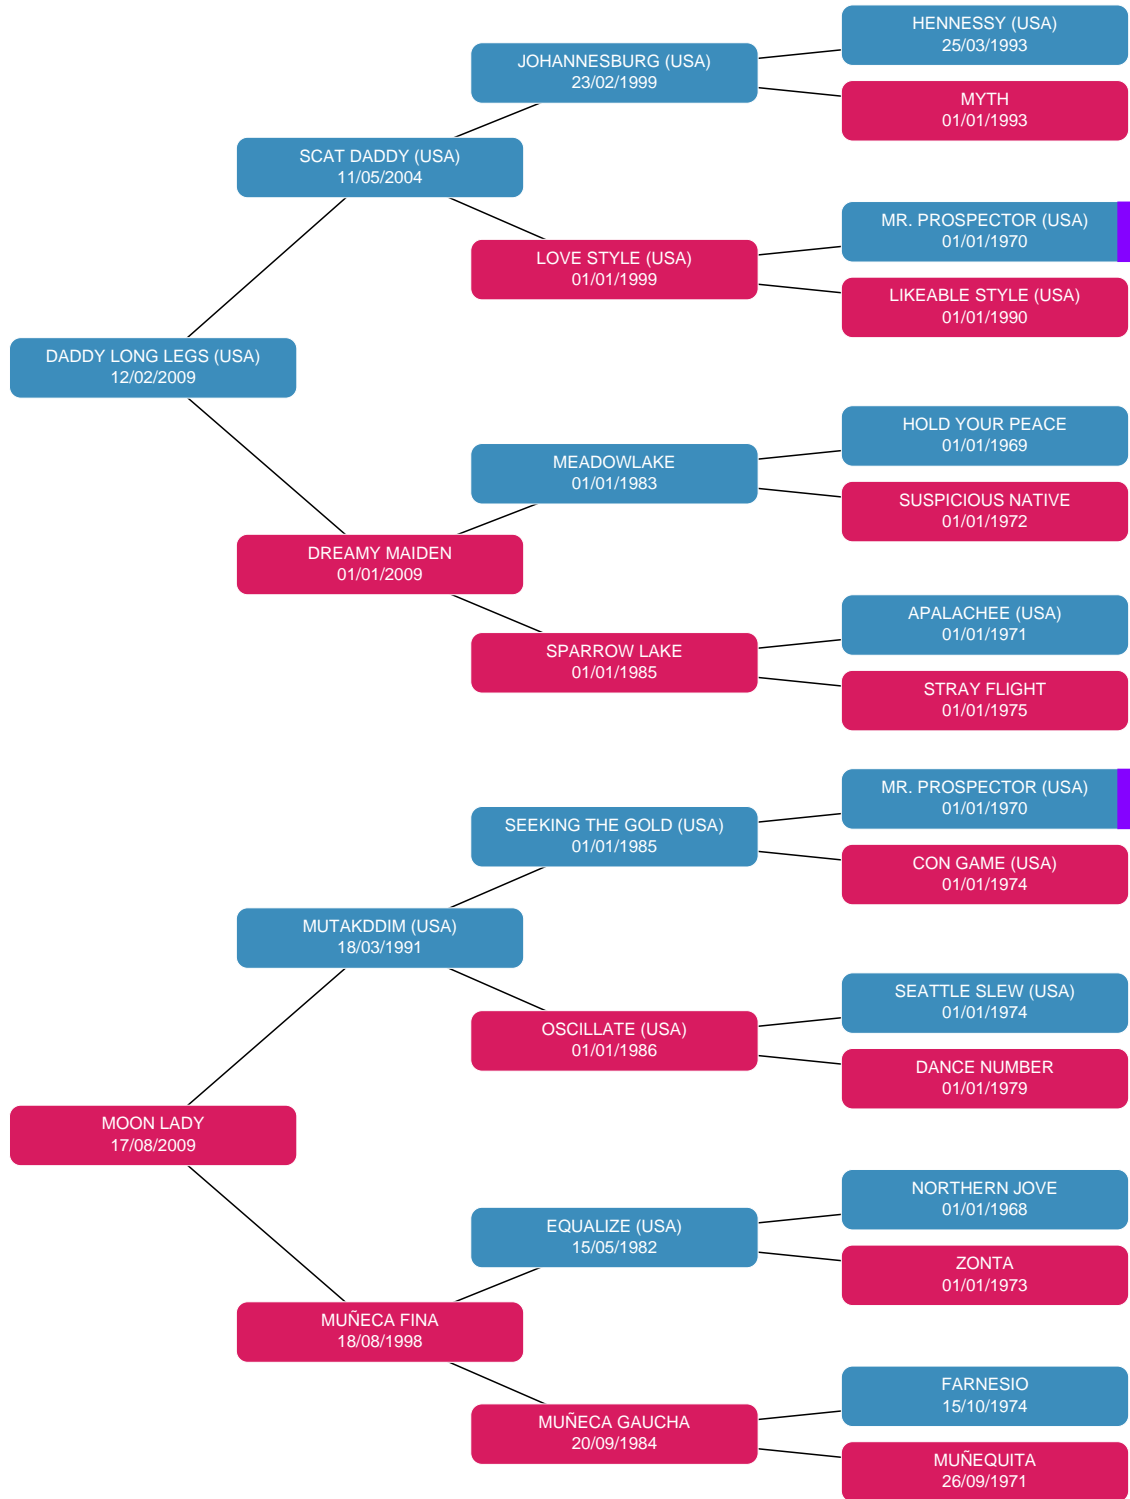 HENNESSY (USA)
25/03/1993
JOHANNESBURG (USA)
23/02/1999
MYTH
01/01/1993
SCAT DADDY (USA)
11/05/2004
MR. PROSPECTOR (USA)
01/01/1970
LOVE STYLE (USA)
01/01/1999
LIKEABLE STYLE (USA)
01/01/1990
DADDY LONG LEGS (USA)
12/02/2009
HOLD YOUR PEACE
01/01/1969
MEADOWLAKE
01/01/1983
SUSPICIOUS NATIVE
01/01/1972
DREAMY MAIDEN
01/01/2009
APALACHEE (USA)
01/01/1971
SPARROW LAKE
01/01/1985
STRAY FLIGHT
01/01/1975
MR. PROSPECTOR (USA)
01/01/1970
SEEKING THE GOLD (USA)
01/01/1985
CON GAME (USA)
01/01/1974
MUTAKDDIM (USA)
18/03/1991
SEATTLE SLEW (USA)
01/01/1974
OSCILLATE (USA)
01/01/1986
DANCE NUMBER
01/01/1979
MOON LADY
17/08/2009
NORTHERN JOVE
01/01/1968
EQUALIZE (USA)
15/05/1982
ZONTA
01/01/1973
MUÑECA FINA
18/08/1998
FARNESIO
15/10/1974
MUÑECA GAUCHA
20/09/1984
MUÑEQUITA
26/09/1971